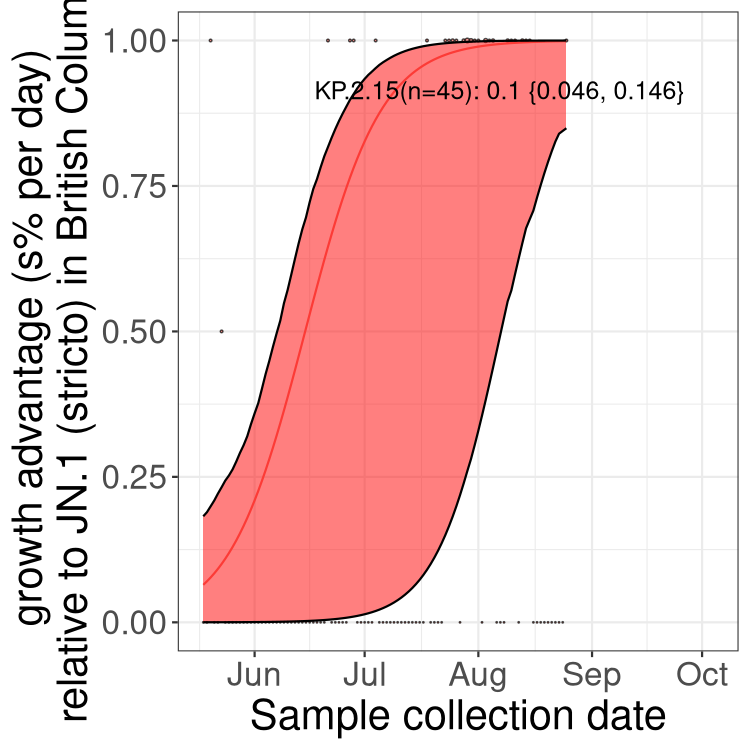 growth advantage (s% per day)
relative to JN.1 (stricto) in British Colum
1.00
0.75
0.50
0.25
0.00
KP.2.15(n=45): 0.1 {0.046, 0.146}
Jun Jul Aug Sep Oct
Sample collection date